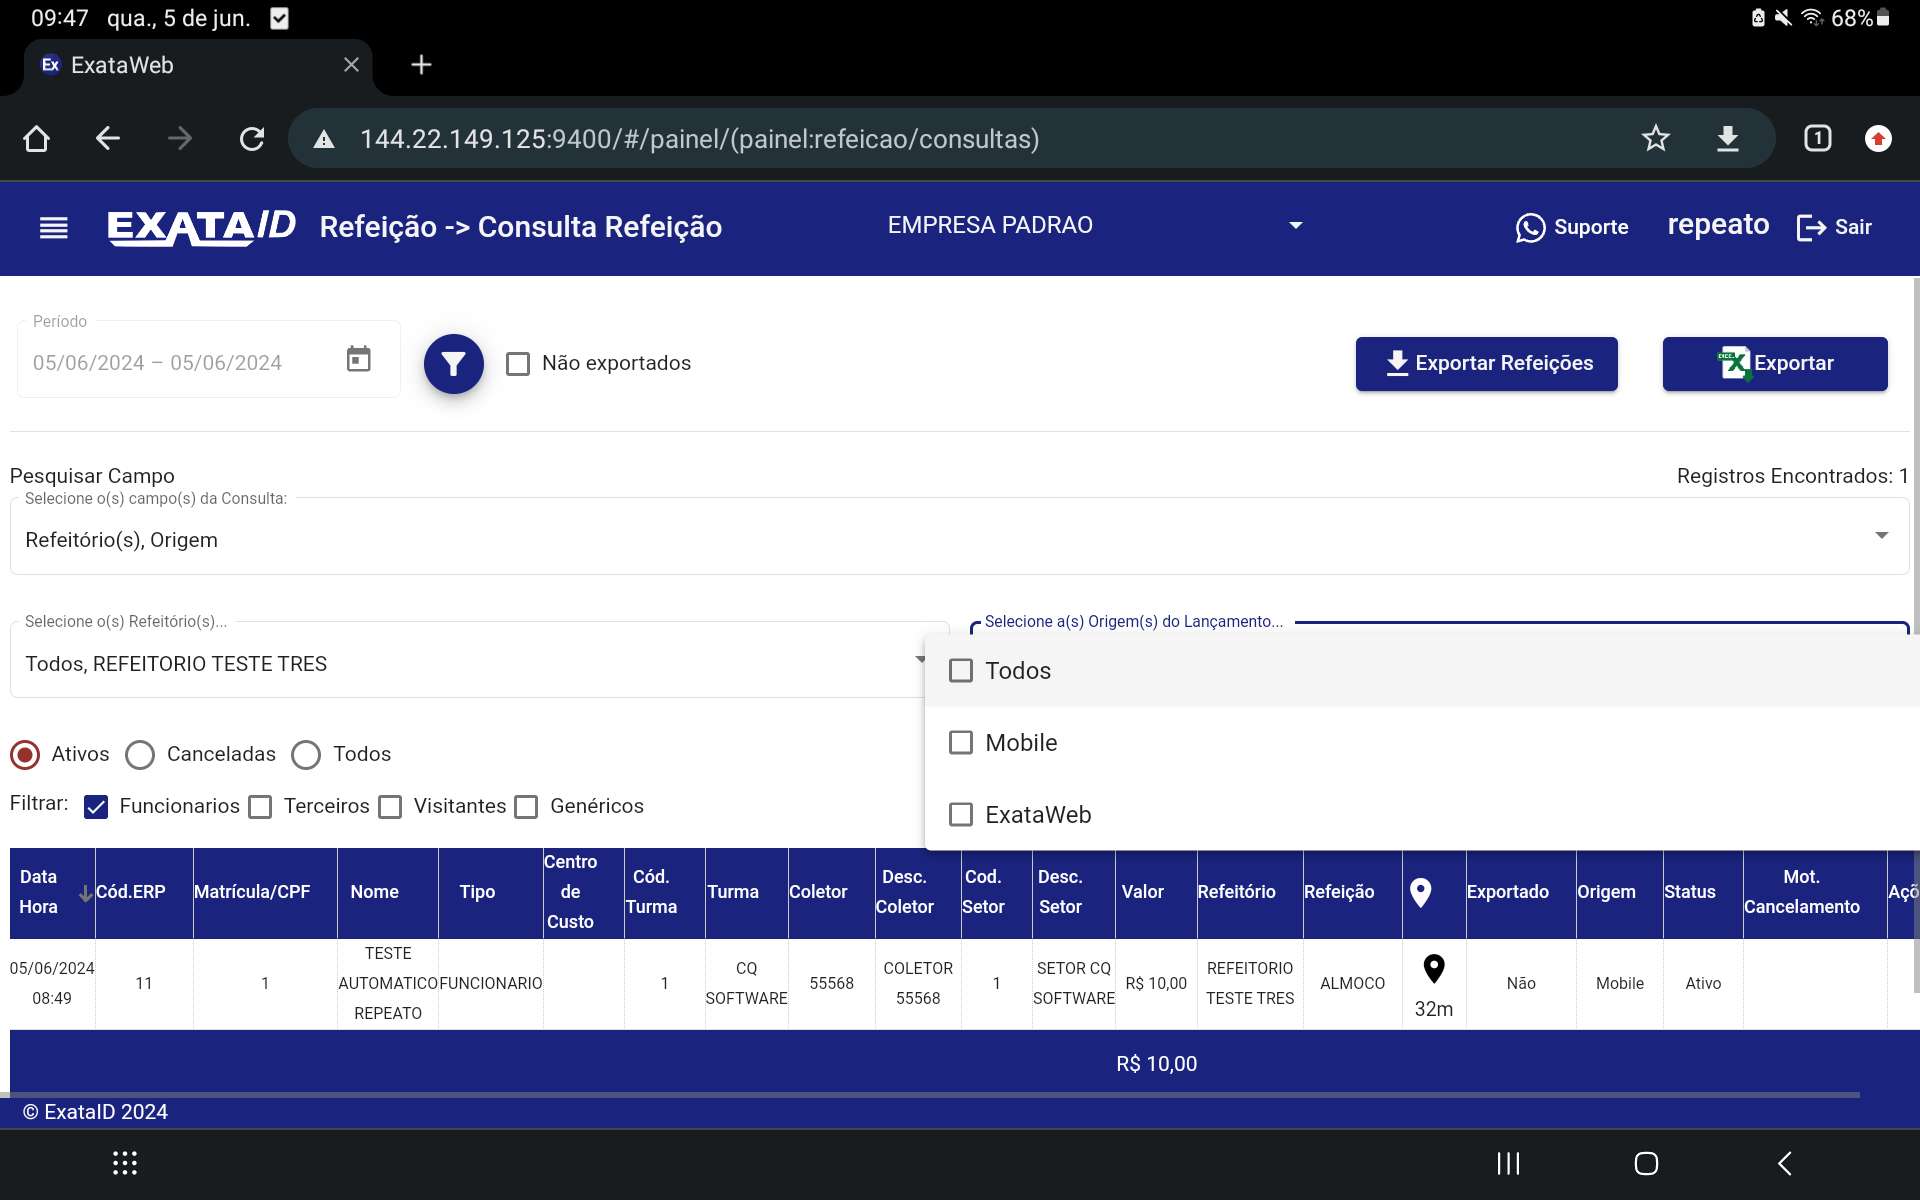 09:47 qua., 5 de jun. 68%
Ex ExataWeb
144.22.149.125:9400/#/painel/(painel:refeicao/consultas) 1
EXATAID Refeição -> Consulta Refeição EMPRESA PADRAO Suporte repeato Sair
Período
05/06/2024 – 05/06/2024 Não exportados Exportar Refeições Exportar
Pesquisar Campo Registros Encontrados: 1
Selecione o(s) campo(s) da Consulta:
Refeitório(s), Origem
Selecione o(s) Refeitório(s)... Selecione a(s) Origem(s) do Lançamento...
Todos, REFEITORIO TESTE TRES
Todos
Mobile
ExataWeb
Ativos Canceladas Todos
Filtrar: Funcionarios Terceiros Visitantes Genéricos
Data Hora Cód.ERP Matrícula/CPF Nome Tipo Centro de Custo Cód. Turma Turma Coletor Desc. Coletor Cod. Setor Desc. Setor Valor Refeitório Refeição Exportado Origem Status Mot. Cancelamento Açõ
05/06/2024 08:49 11 1 TESTE AUTOMATICO REPEATO FUNCIONARIO 1 CQ SOFTWARE 55568 COLETOR 55568 1 SETOR CQ SOFTWARE R$ 10,00 REFEITORIO TESTE TRES ALMOCO 32m Não Mobile Ativo
R$ 10,00
© ExataID 2024